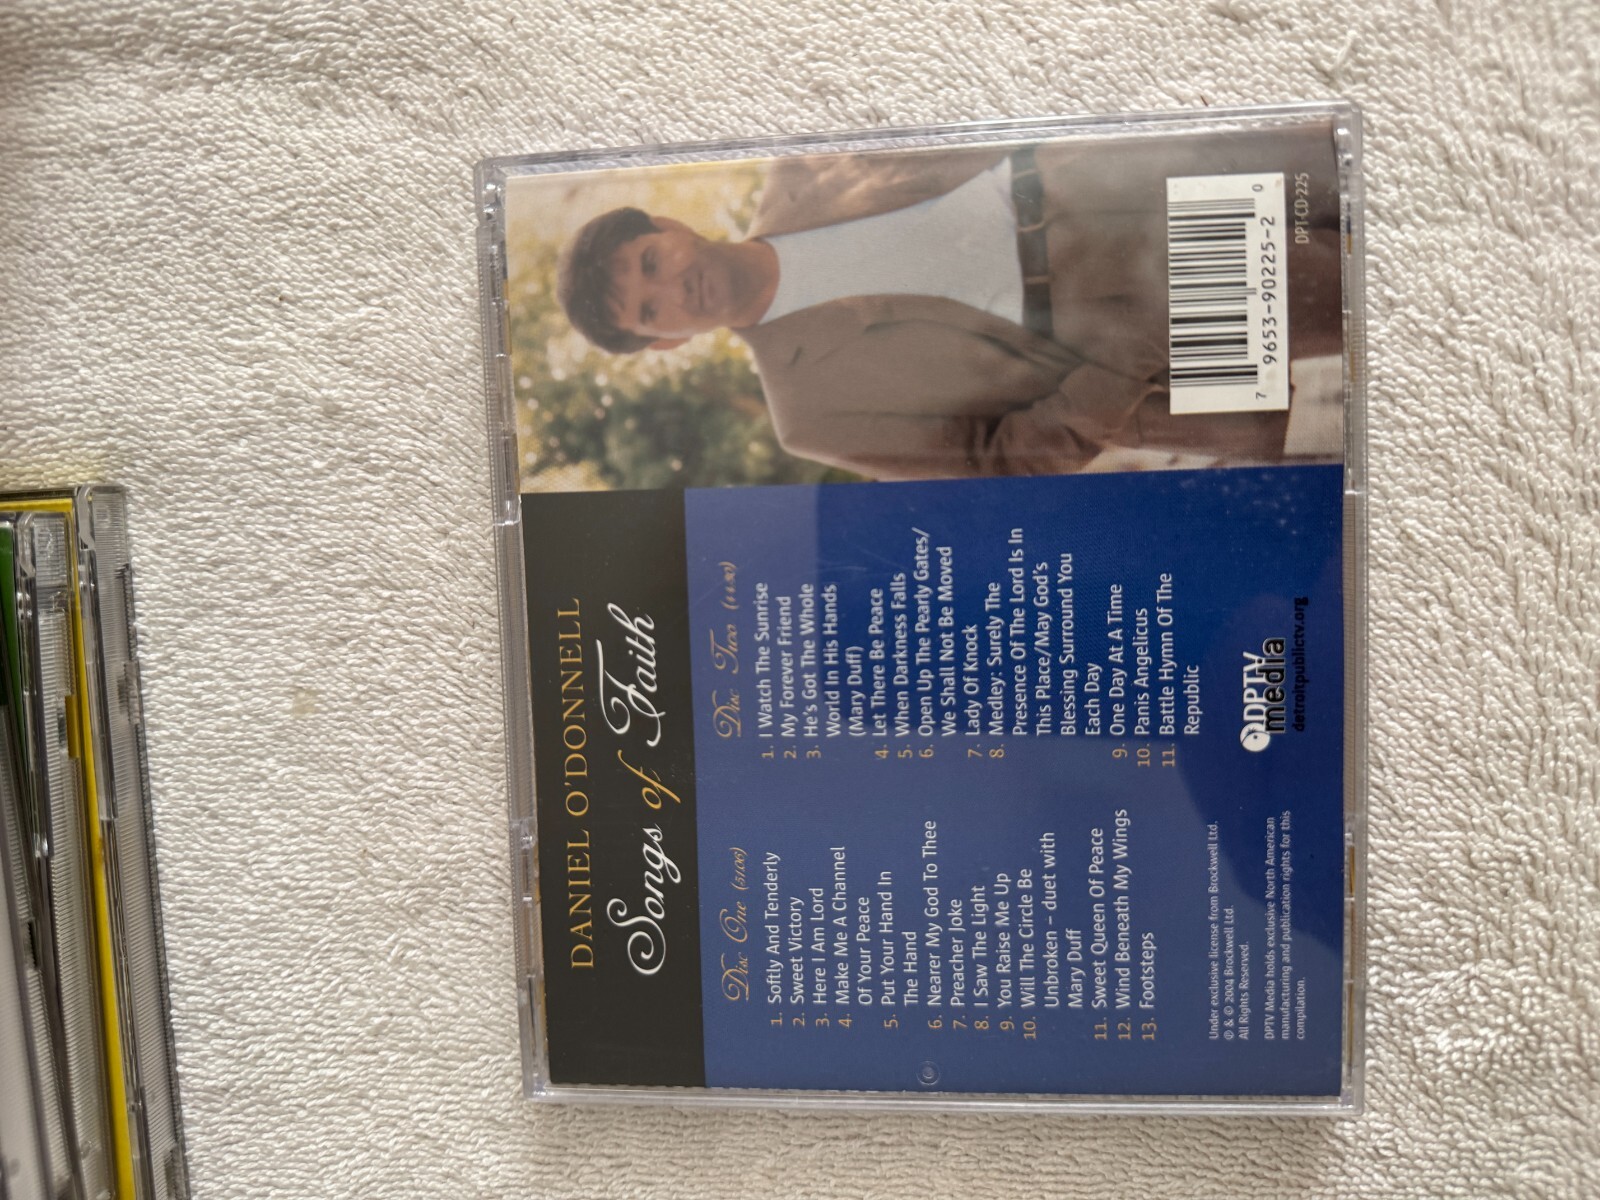 DANIEL O'DONNELL
Songs of Faith
Disc One (51:06)
1. Softly And Tenderly
2. Sweet Victory
3. Here I Am Lord
4. Make Me A Channel
Of Your Peace
5. Put Your Hand In
The Hand
6. Nearer My God To Thee
7. Preacher Joke
8. I Saw The Light
9. You Raise Me Up
10. Will The Circle Be
Unbroken – duet with
Mary Duff
11. Sweet Queen Of Peace
12. Wind Beneath My Wings
13. Footsteps
Disc Two
1. I Watch The Sunrise
2. My Forever Friend
3. He's Got The Whole
World In His Hands
(Mary Duff)
4. Let There Be Peace
5. When Darkness Falls
6. Open Up The Pearly Gates/
We Shall Not Be Moved
7. Lady Of Knock
8. Medley: Surely The
Presence Of The Lord Is In
This Place/May God's
Blessing Surround You
Each Day
9. One Day At A Time
10. Panis Angelicus
11. Battle Hymn Of The
Republic
Under exclusive license from Brockwell Ltd.
℗ & © 2004 Brockwell Ltd.
All Rights Reserved.
DPTV Media holds exclusive North American
manufacturing and publication rights for this
compilation.
DPTV
media
detroitpublictv.org
7 9653-90225-2 0
DPT-CD-225